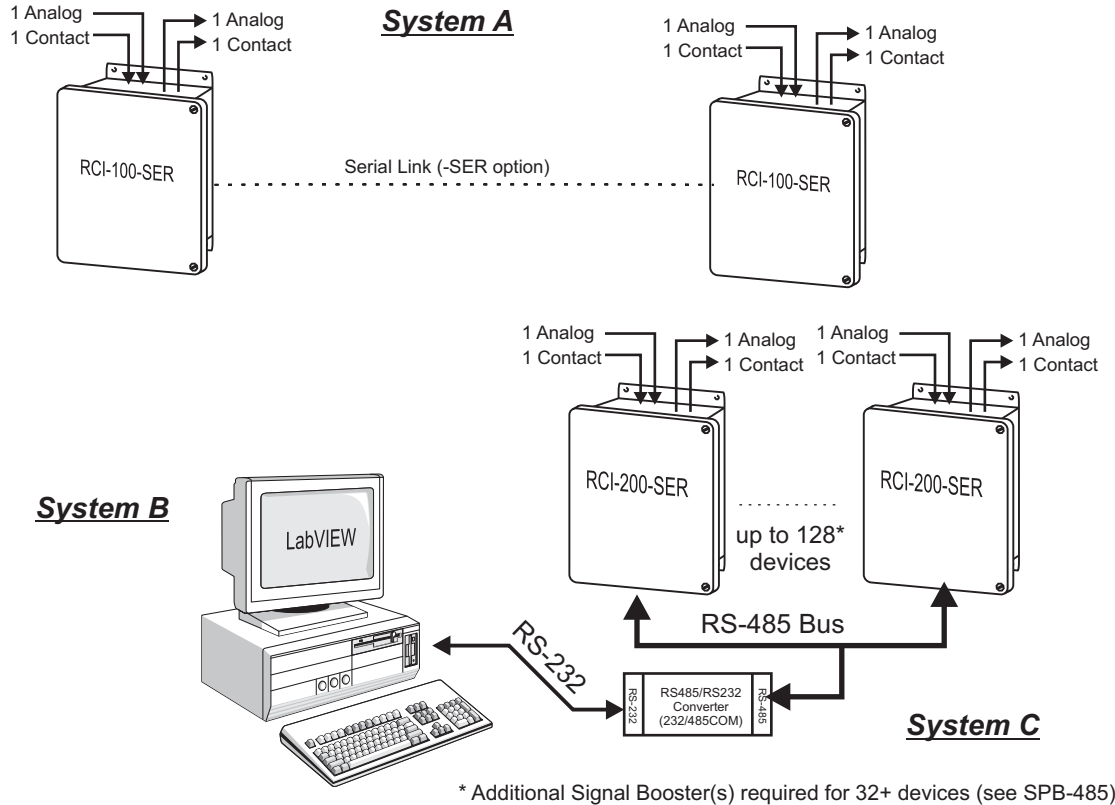 System A
1 Analog
1 Contact
1 Analog
1 Contact
RCI-100-SER
Serial Link (-SER option)
1 Analog
1 Contact
1 Analog
1 Contact
RCI-100-SER
1 Analog
1 Contact
1 Analog
1 Contact
RCI-200-SER
up to 128*
devices
1 Analog
1 Contact
1 Analog
1 Contact
RCI-200-SER
System B
LabVIEW
RS-485 Bus
RS-232
RS-232
RS485/RS232
Converter
(232/485COM)
RS-485
System C
* Additional Signal Booster(s) required for 32+ devices (see SPB-485)